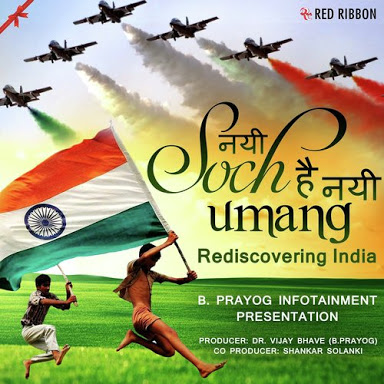 RED RIBBON
नयी
Soch है नयी
umang
Rediscovering India
B. PRAYOG INFOTAINMENT
PRESENTATION
PRODUCER: DR. VIJAY BHAVE (B.PRAYOG)
CO PRODUCER: SHANKAR SOLANKI